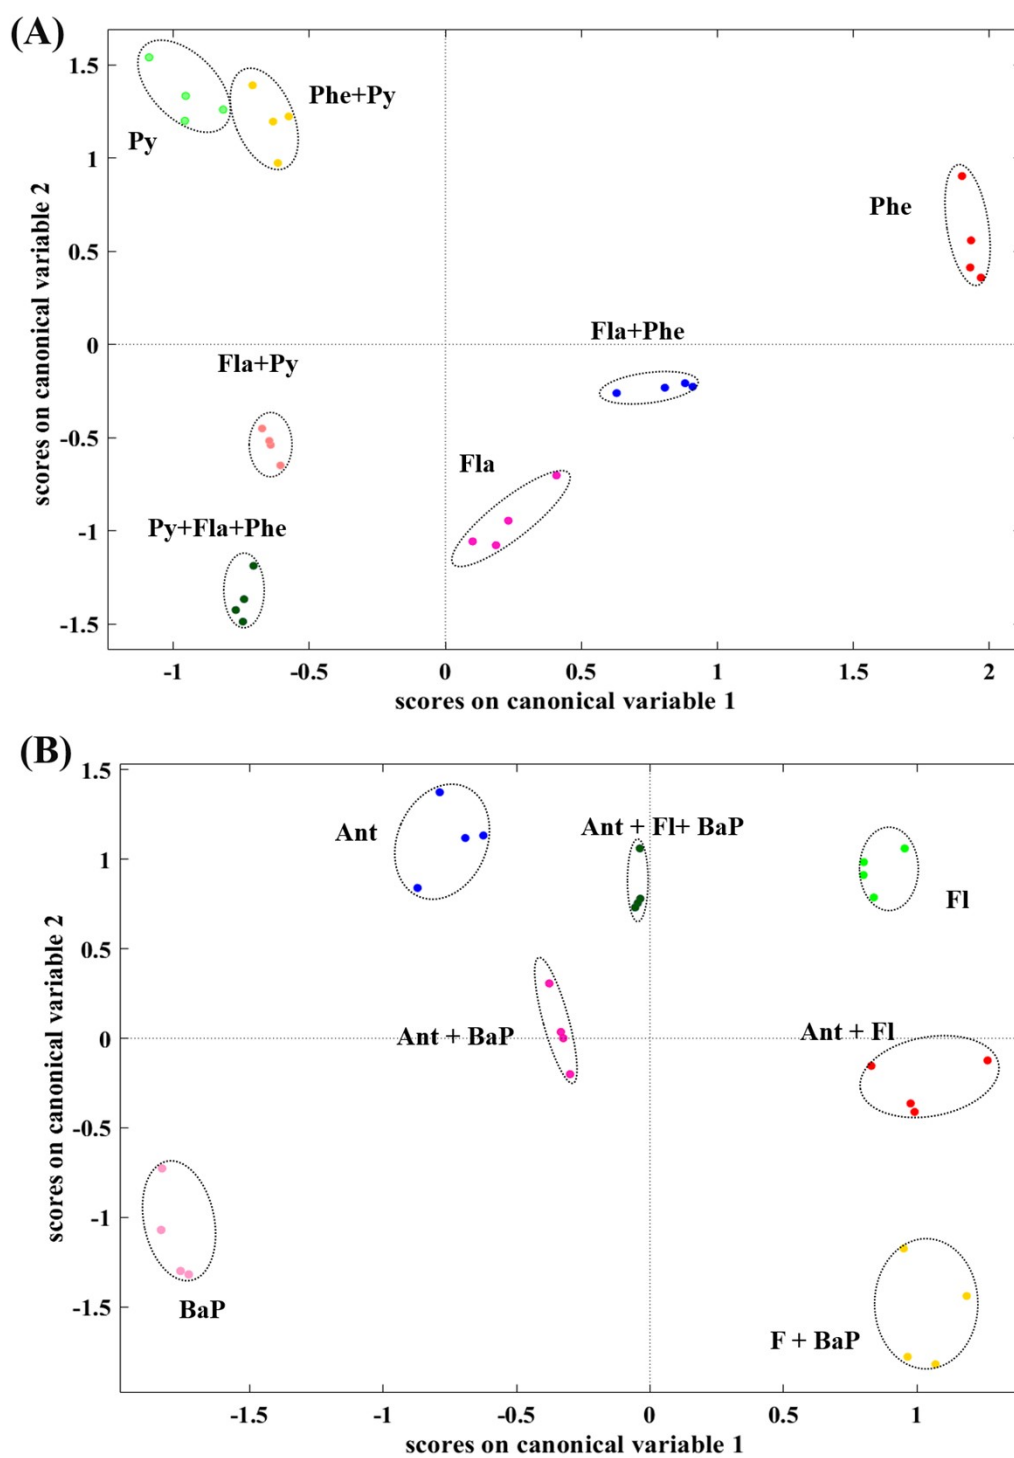 (A)
1.5
1
0.5
0
-0.5
-1
-1.5
scores on canonical variable 2
Py
Phe+Py
Phe
Fla+Phe
Fla+Py
Fla
Py+Fla+Phe
-1 -0.5 0 0.5 1 1.5 2
scores on canonical variable 1
(B)
1.5
1
0.5
0
-0.5
-1
-1.5
scores on canonical variable 2
Ant
Ant + Fl+ BaP
Fl
Ant + BaP
Ant + Fl
BaP
F + BaP
-1.5 -1 -0.5 0 0.5 1
scores on canonical variable 1